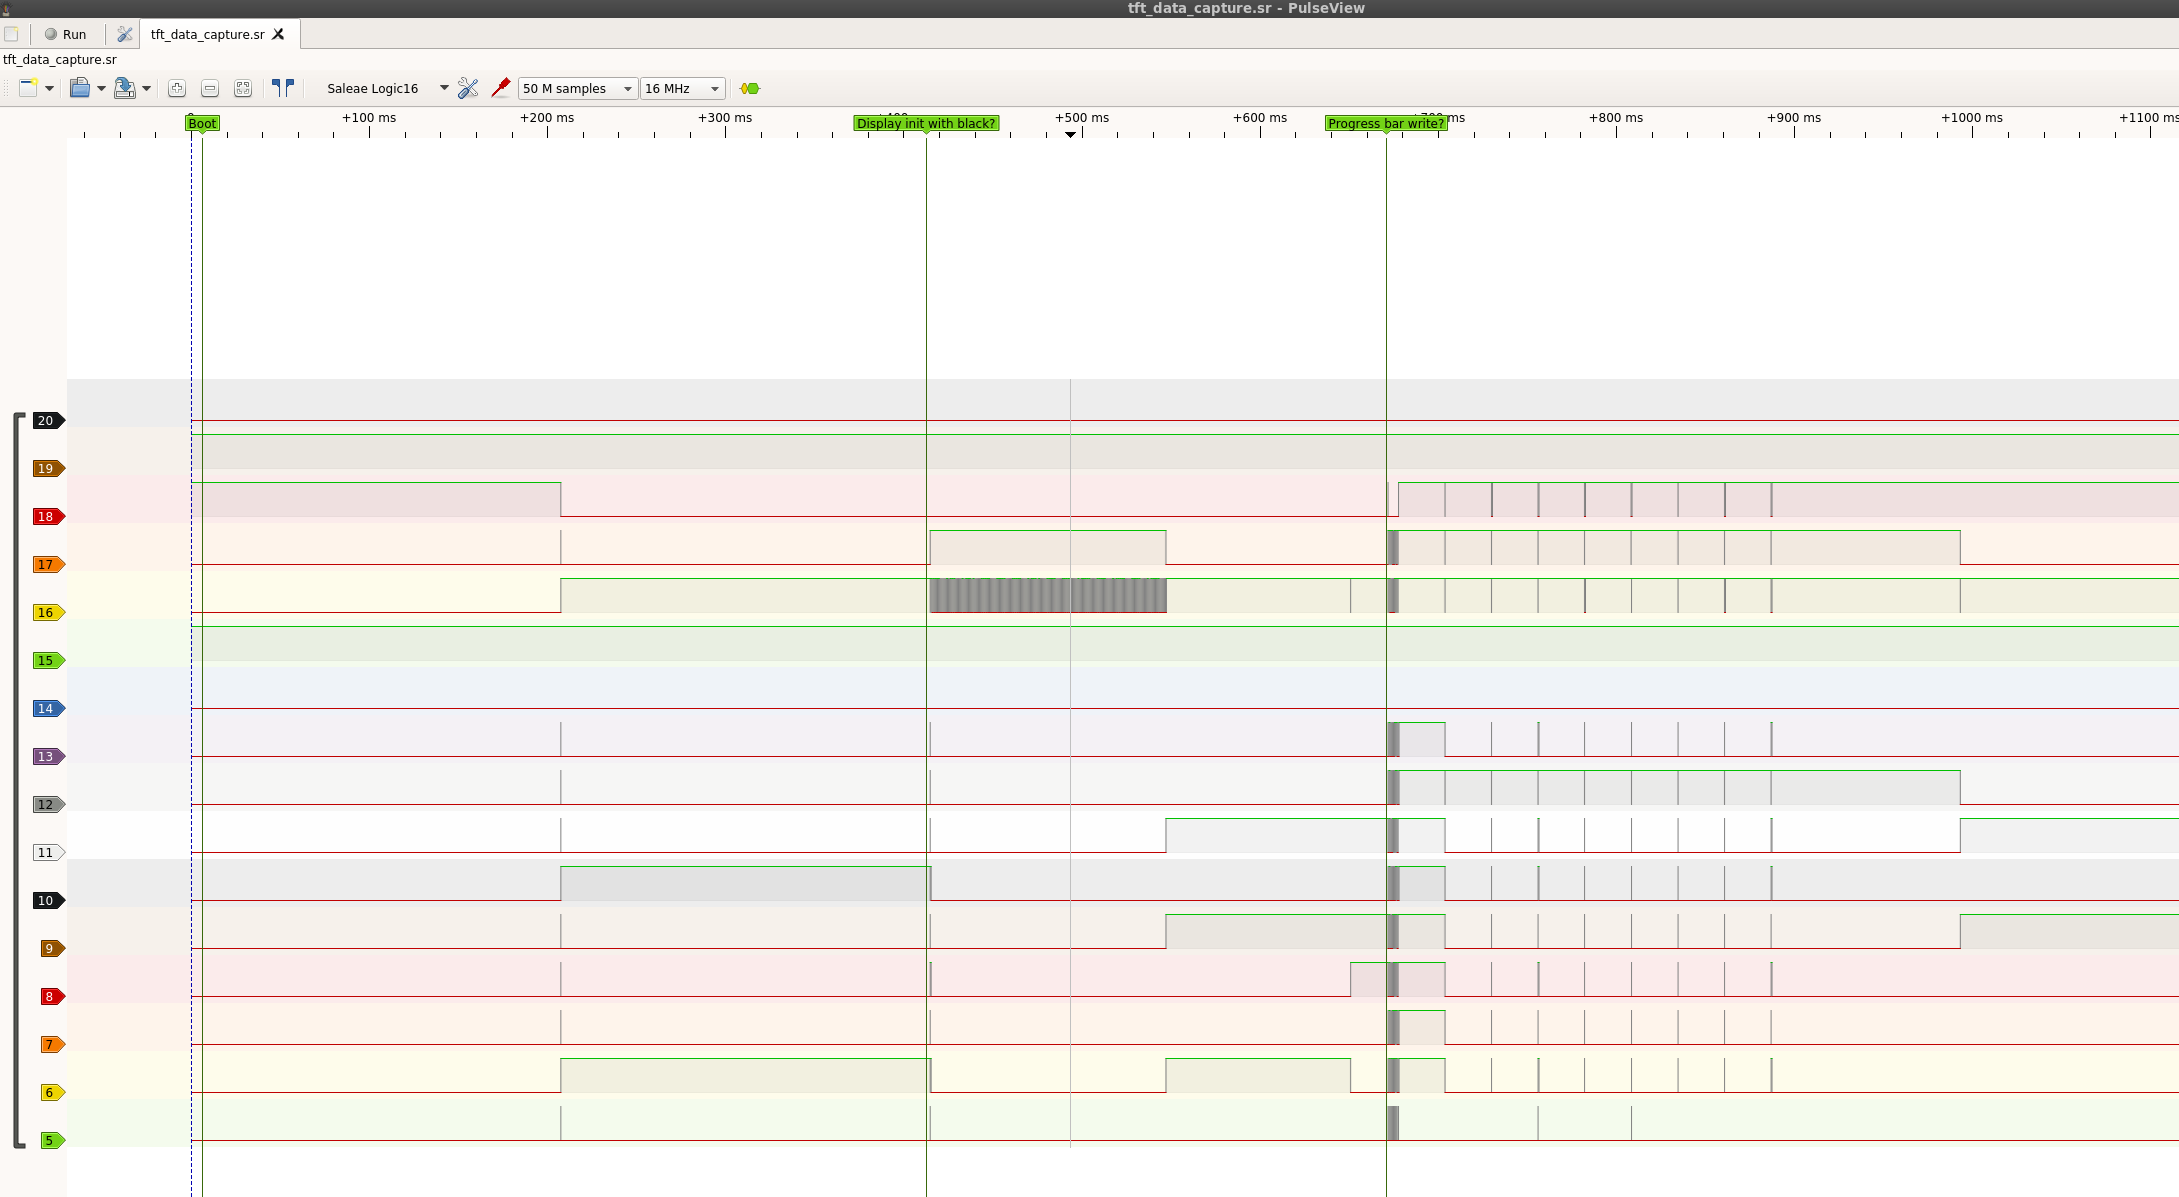 tft_data_capture.sr - PulseView
Run
tft_data_capture.sr
tft_data_capture.sr
Saleae Logic16
50 M samples
16 MHz
Boot
+100 ms
+200 ms
+300 ms
Display init with black?
+500 ms
+600 ms
Progress bar write?
ms
+800 ms
+900 ms
+1000 ms
+1100 ms
20
19
18
17
16
15
14
13
12
11
10
9
8
7
6
5